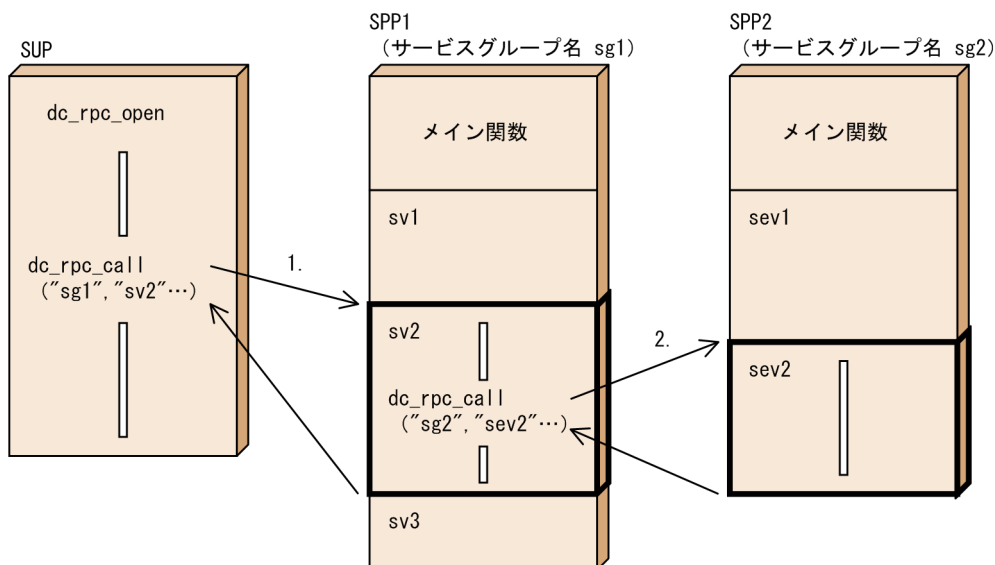 SUP
dc_rpc_open
dc_rpc_call
("sg1","sv2"…)
1.
SPP1
（サービスグループ名 sg1）
メイン関数
sv1
sv2
dc_rpc_call
("sg2","sev2"…)
sv3
2.
SPP2
（サービスグループ名 sg2）
メイン関数
sev1
sev2